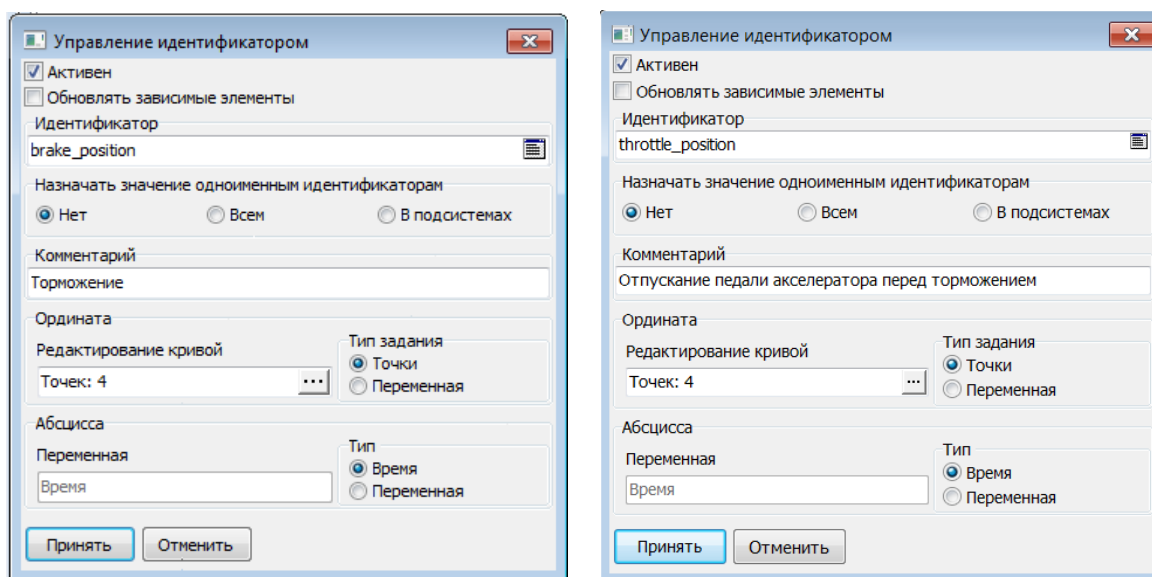 Управление идентификатором
Активен
Обновлять зависимые элементы
Идентификатор
brake_position
Назначать значение одноименным идентификаторам
Нет Всем В подсистемах
Комментарий
Торможение
Ордината
Редактирование кривой
Точек: 4
...
Тип задания
Точки
Переменная
Абсцисса
Переменная
Время
Тип
Время
Переменная
Принять Отменить
Управление идентификатором
Активен
Обновлять зависимые элементы
Идентификатор
throttle_position
Назначать значение одноименным идентификаторам
Нет Всем В подсистемах
Комментарий
Отпускание педали акселератора перед торможением
Ордината
Редактирование кривой
Точек: 4
...
Тип задания
Точки
Переменная
Абсцисса
Переменная
Время
Тип
Время
Переменная
Принять Отменить